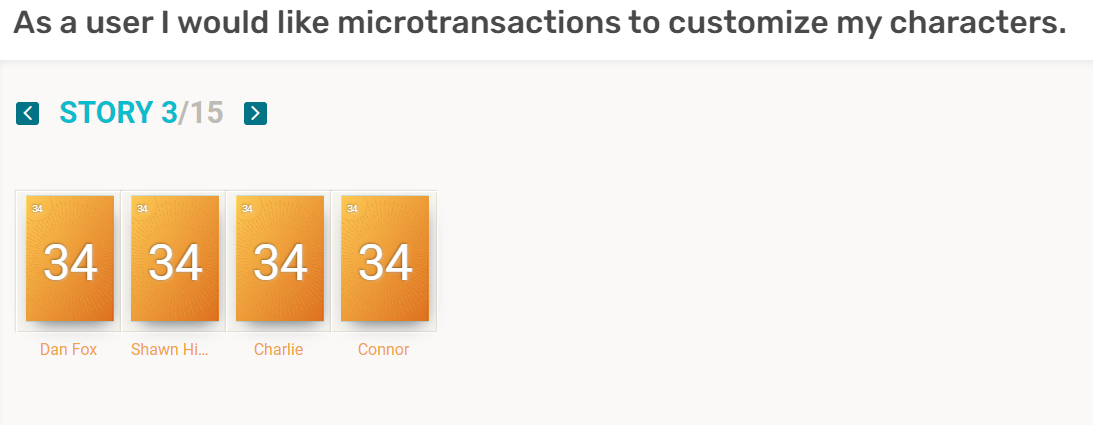 As a user I would like microtransactions to customize my characters.
STORY 3/15
34 34 34 34
34 34 34 34
Dan Fox Shawn Hi... Charlie Connor